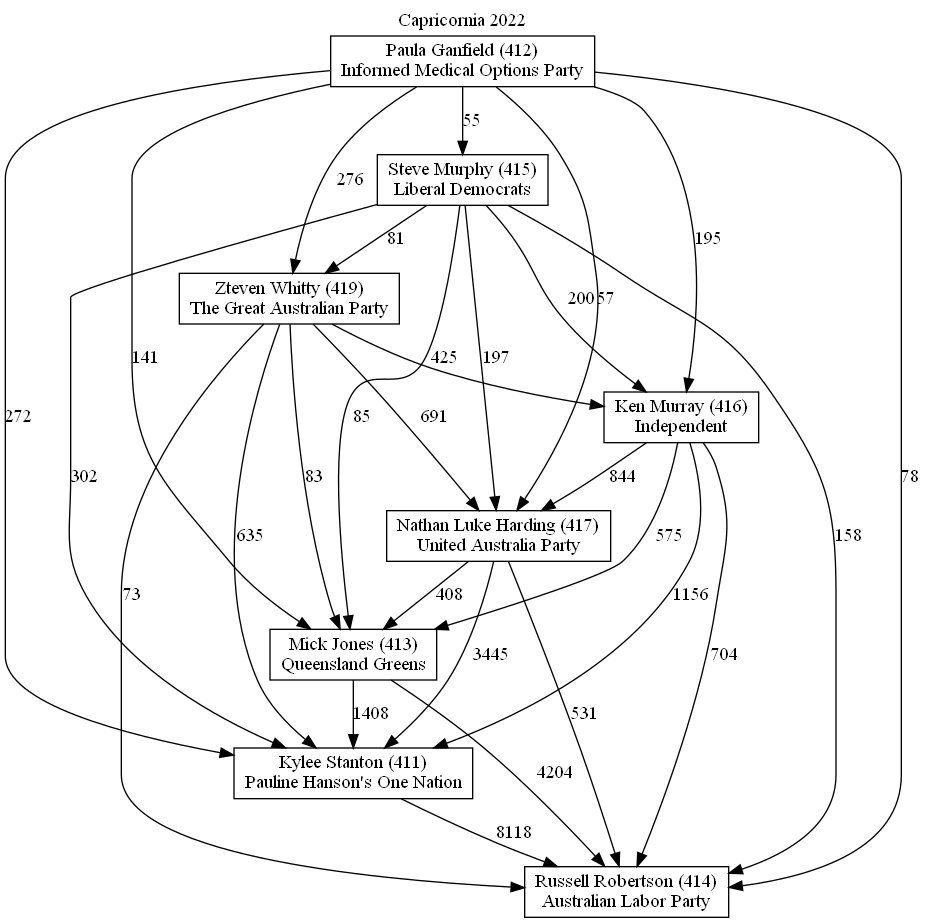 Capricornia 2022
Paula Ganfield (412)
Informed Medical Options Party
55
Steve Murphy (415)
Liberal Democrats
276
81
195
Zteven Whitty (419)
The Great Australian Party
200
57
141
425
85
197
691
Ken Murray (416)
Independent
272
302
83
844
78
Nathan Luke Harding (417)
United Australia Party
635
575
158
73
408
1156
Mick Jones (413)
Queensland Greens
3445
704
1408
531
Kylee Stanton (411)
Pauline Hanson's One Nation
4204
8118
Russell Robertson (414)
Australian Labor Party